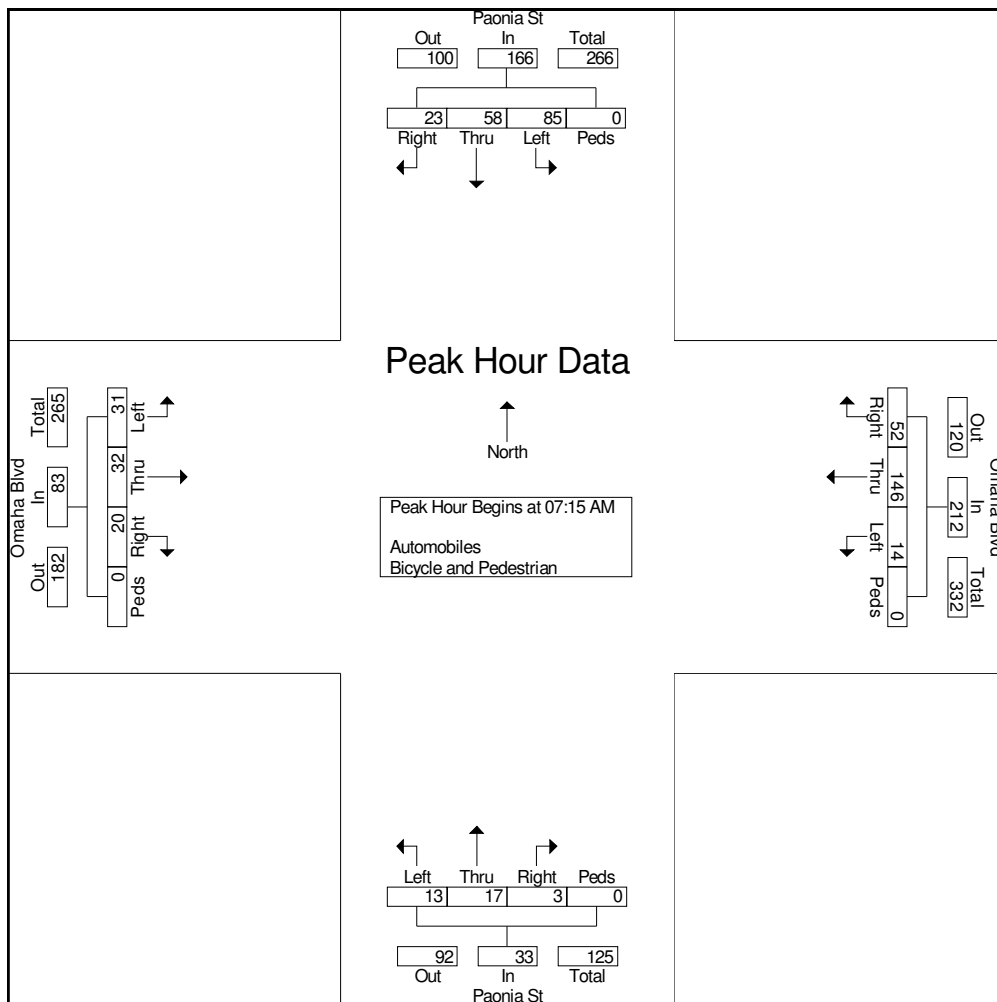 Paonia St
Out In Total
100 166 266
23 58 85 0
Right Thru Left Peds
Peak Hour Data
North
Peak Hour Begins at 07:15 AM
Automobiles
Bicycle and Pedestrian
Omaha Blvd
Out In Total
182 83 265
0 20 32 31
Peds Right Thru Left
Omaha Blvd
Out In Total
120 212 332
52 146 14 0
Right Thru Left Peds
Left Thru Right Peds
13 17 3 0
92 33 125
Out In Total
Paonia St